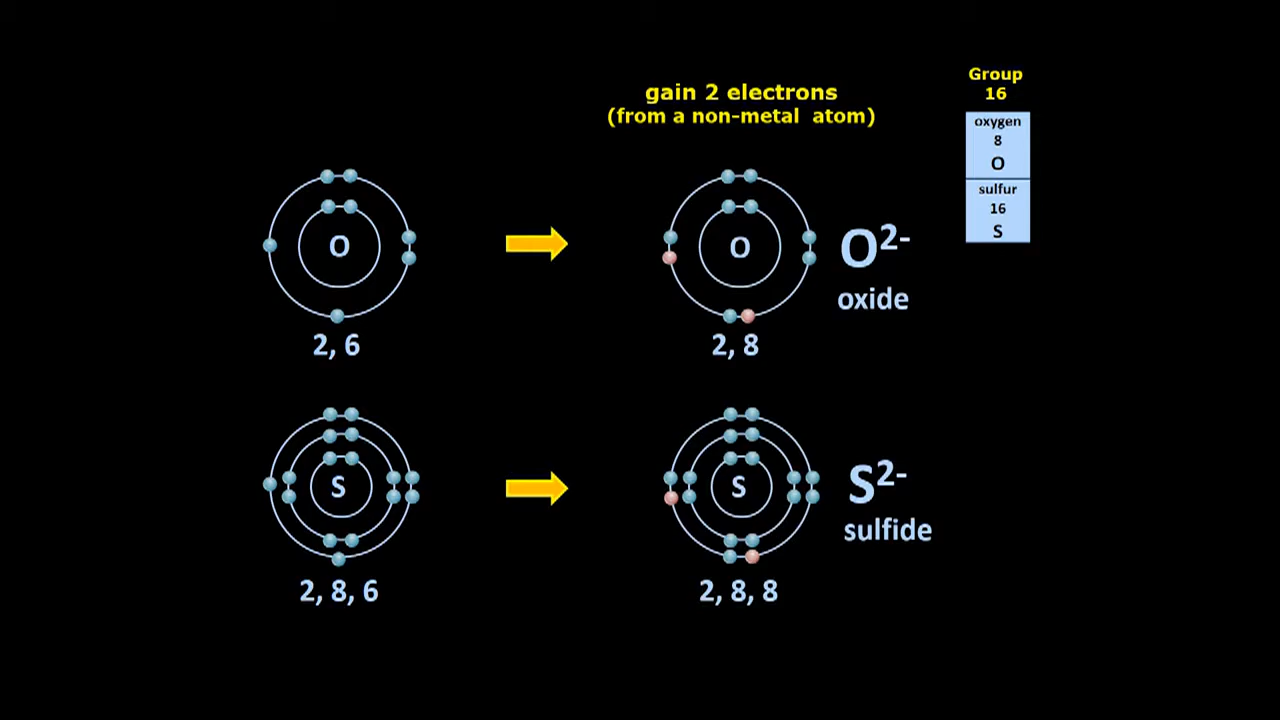 gain 2 electrons
(from a non-metal atom)
Group
16
oxygen
8
O
sulfur
16
S
O
2, 6
O
2, 8
O²⁻
oxide
S
2, 8, 6
S
2, 8, 8
S²⁻
sulfide